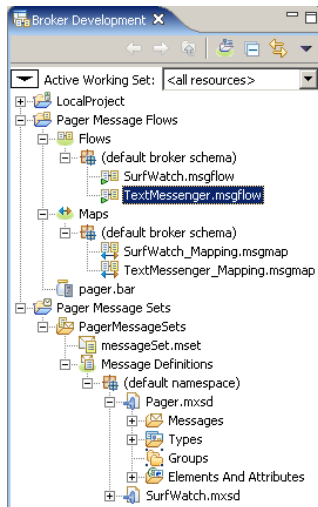 Broker Development
Active Working Set: <all resources>
LocalProject
Pager Message Flows
Flows
(default broker schema)
SurfWatch.msgflow
TextMessenger.msgflow
Maps
(default broker schema)
SurfWatch_Mapping.msgmap
TextMessenger_Mapping.msgmap
pager.bar
Pager Message Sets
PagerMessageSets
messageSet.mset
Message Definitions
(default namespace)
Pager.mxsd
Messages
Types
Groups
Elements And Attributes
SurfWatch.mxsd